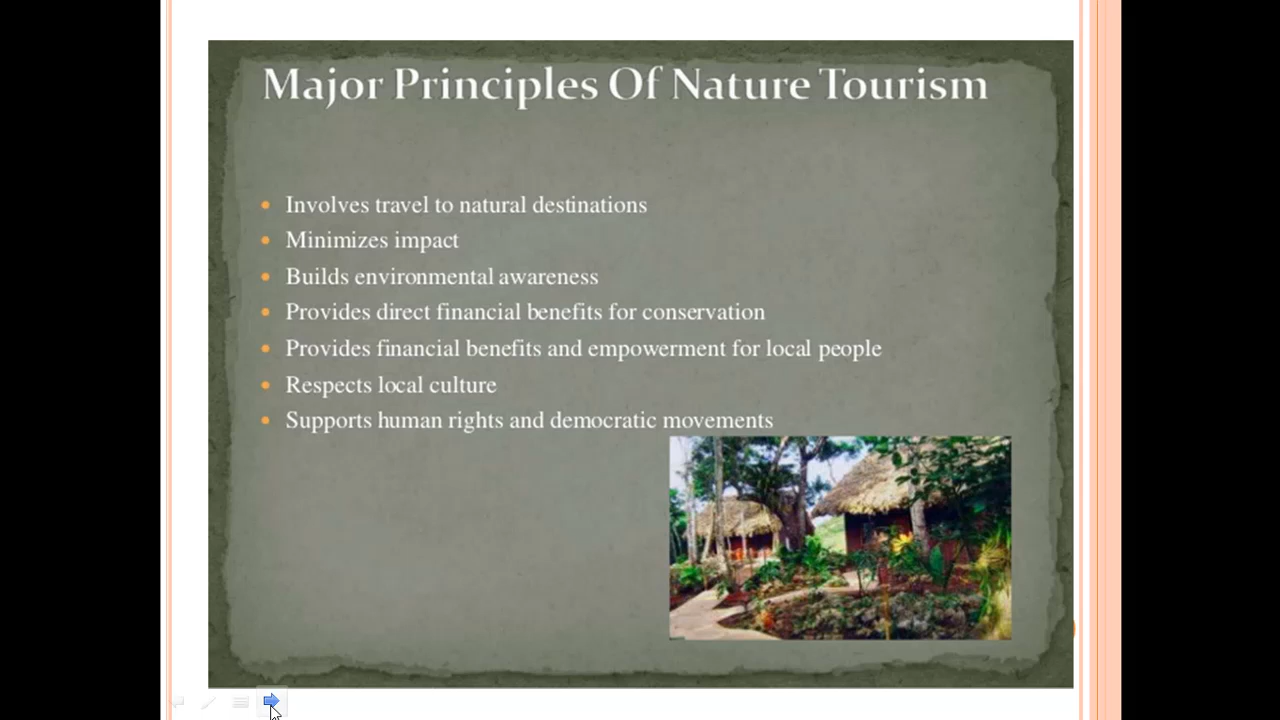 Major Principles Of Nature Tourism
Involves travel to natural destinations
Minimizes impact
Builds environmental awareness
Provides direct financial benefits for conservation
Provides financial benefits and empowerment for local people
Respects local culture
Supports human rights and democratic movements